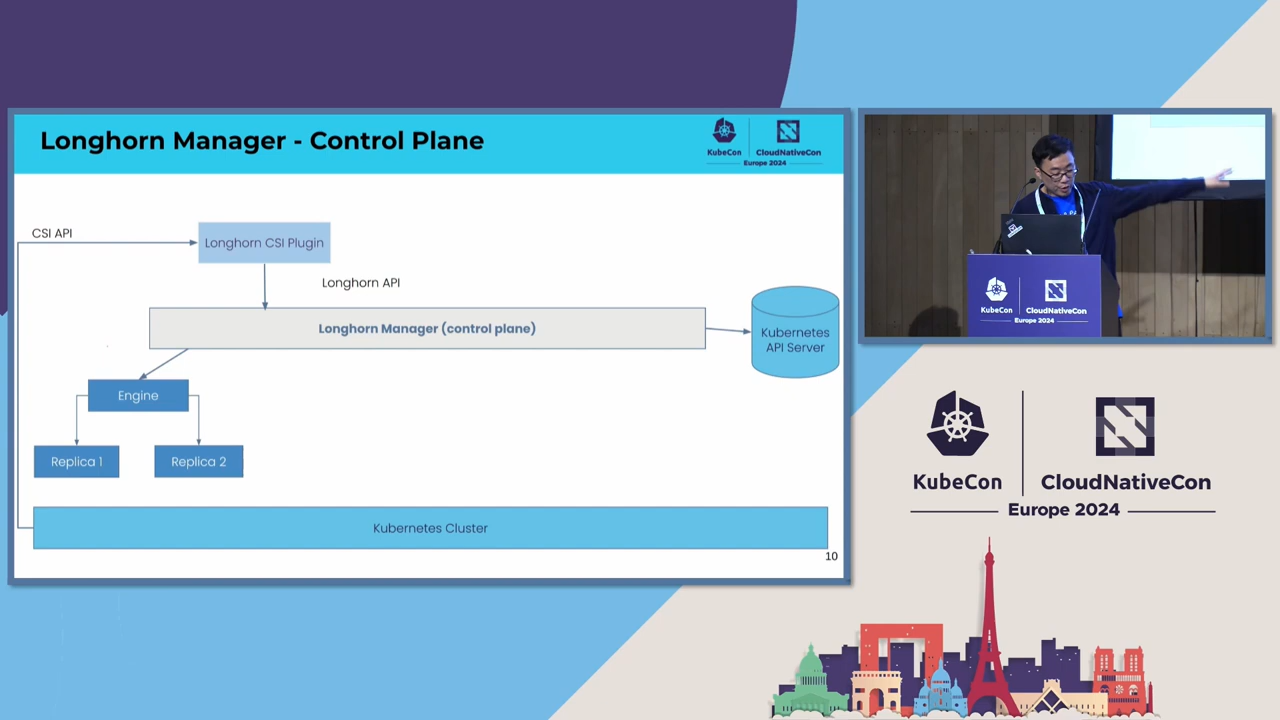 Longhorn Manager - Control Plane
KubeCon
CloudNativeCon
Europe 2024
CSI API
Longhorn CSI Plugin
Longhorn API
Longhorn Manager (control plane)
Kubernetes
API Server
Engine
Replica 1
Replica 2
Kubernetes Cluster
10
KubeCon
CloudNativeCon
Europe 2024
KubeCon
CloudNativeCon
Europe 2024